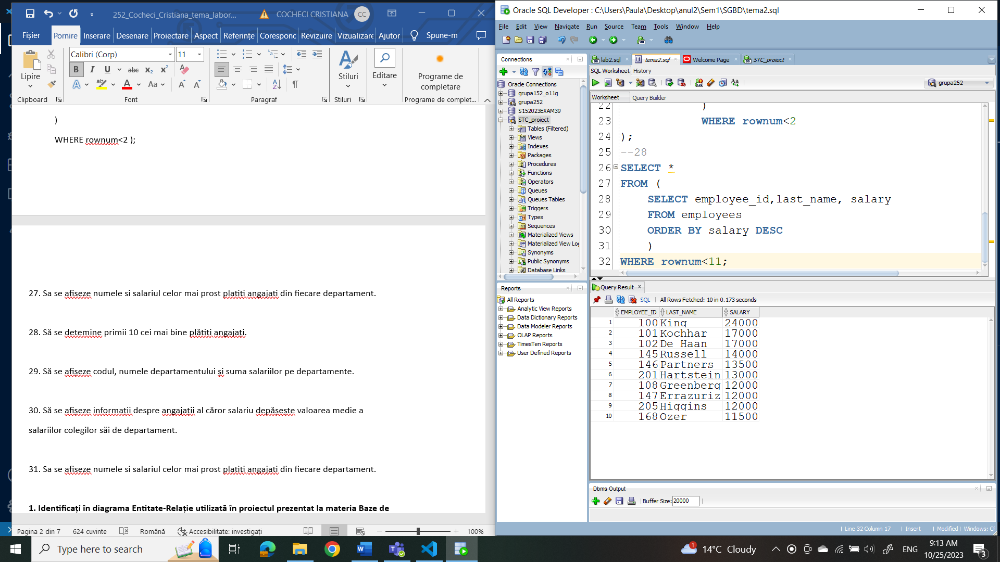 252_Cocheci_Cristiana_tema_labor...
COCHECI CRISTIANA
CC
Fișier
Pornire
Inserare
Desenare
Proiectare
Aspect
Referințe
Coresponc
Revizuire
Vizualizare
Ajutor
Spune-m
Lipire
Calibri (Corp)
11
Stiluri
Editare
Programe de
completare
Clipboard
Font
Paragraf
Stiluri
Programe de complet...
)
WHERE rownum<2 );
27. Sa se afiseze numele si salariul celor mai prost platiti angajati din fiecare departament.
28. Să se detemine primii 10 cei mai bine plătiți angajați.
29. Să se afișeze codul, numele departamentului și suma salariilor pe departamente.
30. Să se afișeze informații despre angajații al căror salariu depășește valoarea medie a
salariilor colegilor săi de departament.
31. Sa se afiseze numele si salariul celor mai prost platiti angajati din fiecare departament.
1. Identificați în diagrama Entitate-Relație utilizată în proiectul prezentat la materia Baze de
Pagina 2 din 7
624 cuvinte
Română
Accesibilitate: investigați
100%
Oracle SQL Developer : C:\Users\Paula\Desktop\anul2\Sem1\SGBD\tema2.sql
File Edit View Navigate Run Source Team Tools Window Help
Connections
Oracle Connections
grupa152_o11g
grupa252
S152023EXAM39
STC_proiect
Tables (Filtered)
Views
Indexes
Packages
Procedures
Functions
Operators
Queues
Queues Tables
Triggers
Types
Sequences
Materialized Views
Materialized View Log
Synonyms
Public Synonyms
Database Links
Reports
All Reports
Analytic View Reports
Data Dictionary Reports
Data Modeler Reports
OLAP Reports
TimesTen Reports
User Defined Reports
lab2.sql
tema2.sql
Welcome Page
STC_proiect
SQL Worksheet History
grupa252
Worksheet Query Builder
22 )
23 WHERE rownum<2
24 );
25 --28
26 SELECT *
27 FROM (
28 SELECT employee_id,last_name, salary
29 FROM employees
30 ORDER BY salary DESC
31 )
32 WHERE rownum<11;
Query Result
SQL | All Rows Fetched: 10 in 0.173 seconds
EMPLOYEE_ID LAST_NAME SALARY
1 100 King 24000
2 101 Kochhar 17000
3 102 De Haan 17000
4 145 Russell 14000
5 146 Partners 13500
6 201 Hartstein 13000
7 108 Greenberg 12000
8 147 Errazuriz 12000
9 205 Higgins 12000
10 168 Ozer 11500
Dbms Output
Buffer Size: 20000
Line 32 Column 17 | Insert | Modified | Windows: CF
Type here to search
14°C Cloudy
ENG
9:13 AM
10/25/2023
3